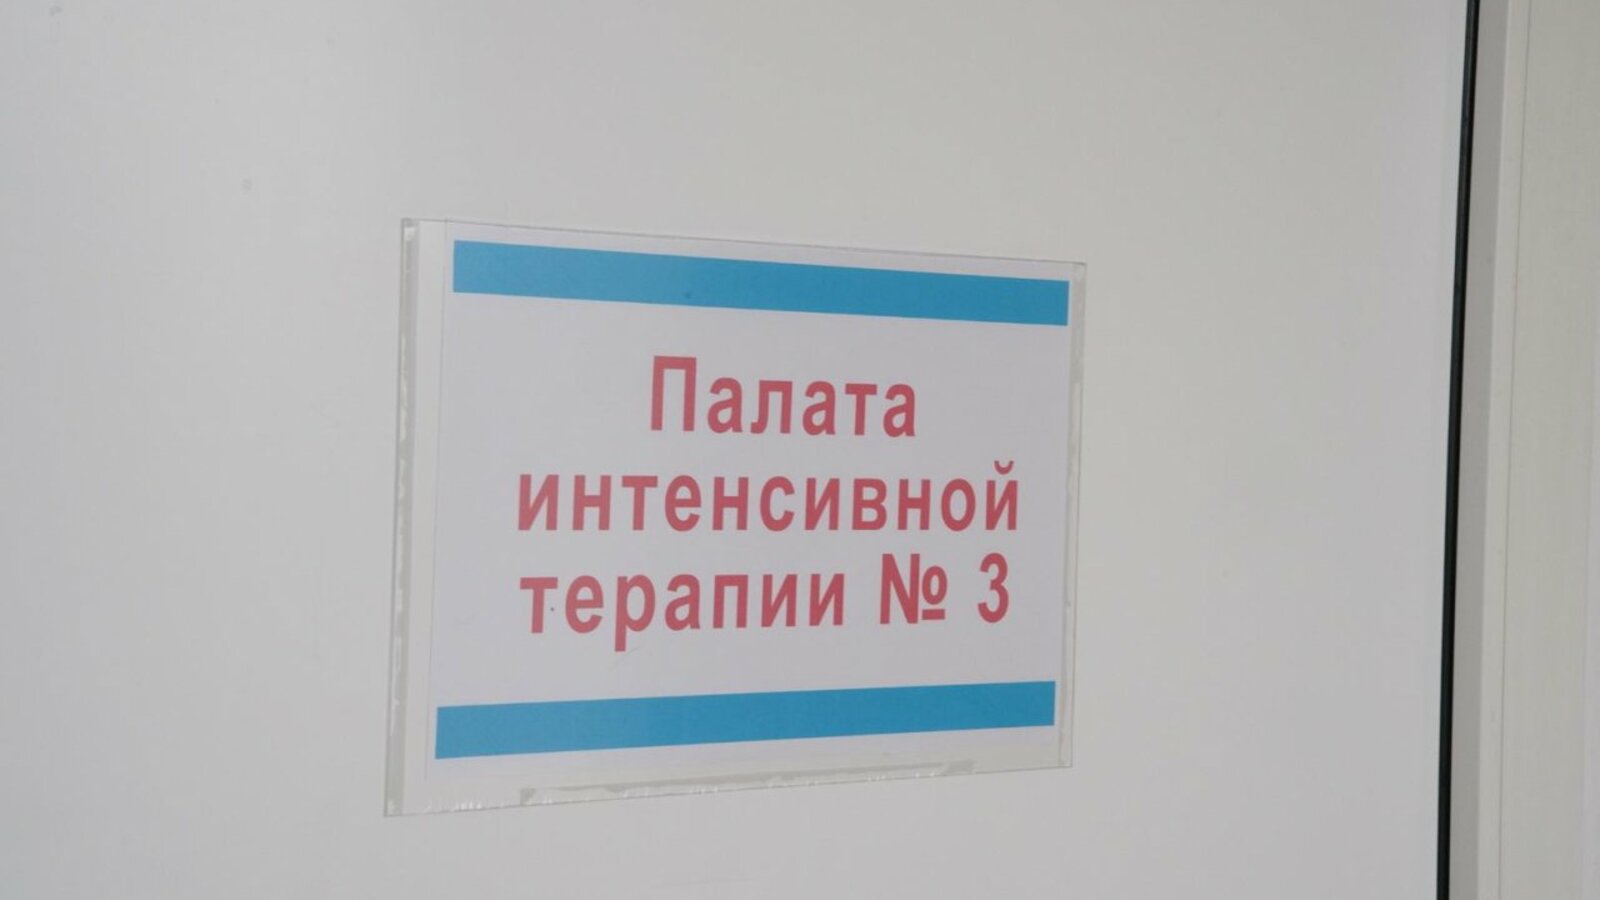 Палата
интенсивной
терапии № 3